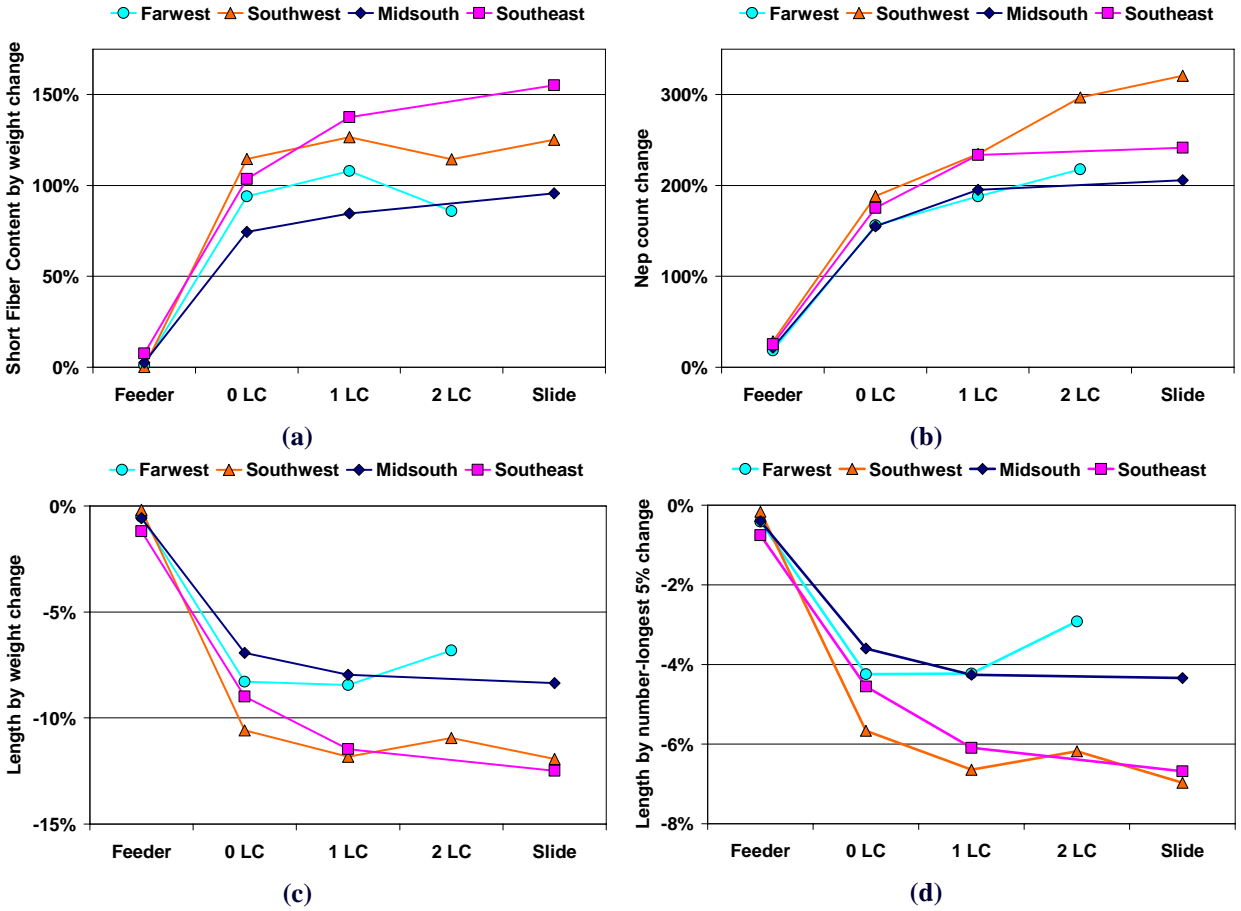 Farwest Southwest Midsouth Southeast
Short Fiber Content by weight change
150%
100%
50%
0%
Feeder 0 LC 1 LC 2 LC Slide
(a)
Farwest Southwest Midsouth Southeast
Nep count change
300%
200%
100%
0%
Feeder 0 LC 1 LC 2 LC Slide
(b)
Farwest Southwest Midsouth Southeast
Length by weight change
0%
-5%
-10%
-15%
Feeder 0 LC 1 LC 2 LC Slide
(c)
Farwest Southwest Midsouth Southeast
Length by number-longest 5% change
0%
-2%
-4%
-6%
-8%
Feeder 0 LC 1 LC 2 LC Slide
(d)